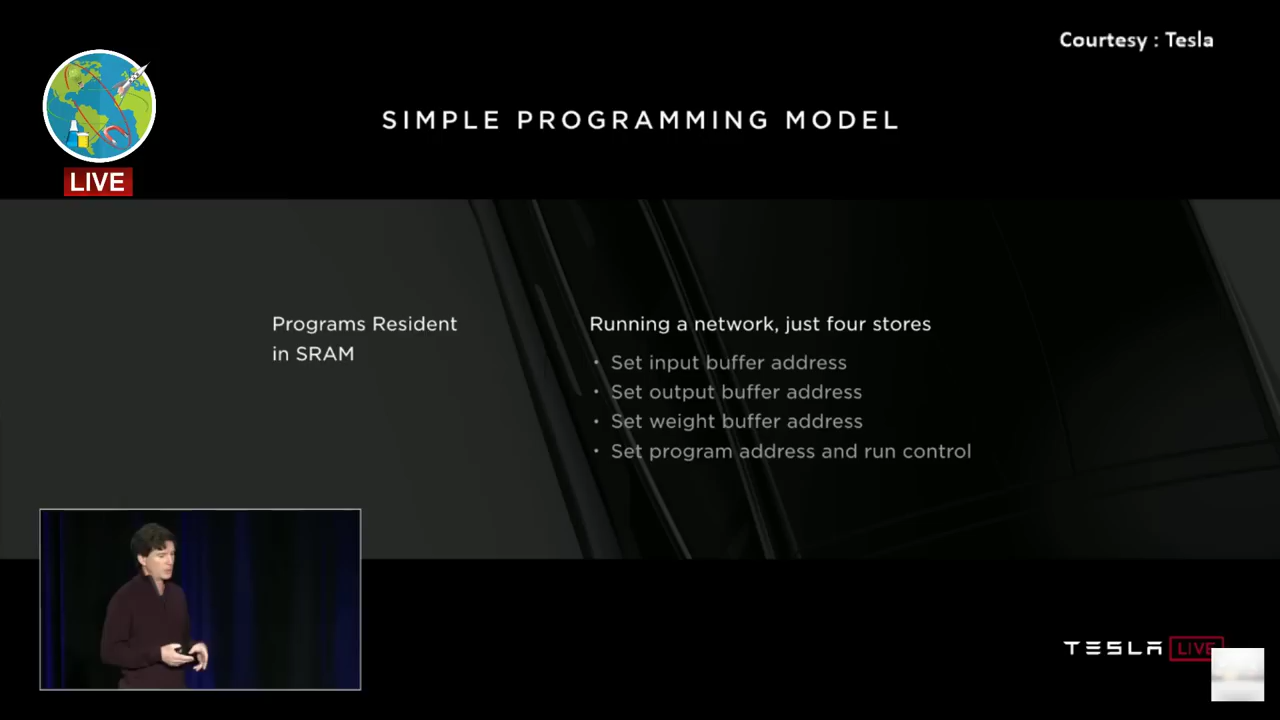 Courtesy : Tesla
LIVE
SIMPLE PROGRAMMING MODEL
Programs Resident
in SRAM
Running a network, just four stores
• Set input buffer address
• Set output buffer address
• Set weight buffer address
• Set program address and run control
TESLA LIVE